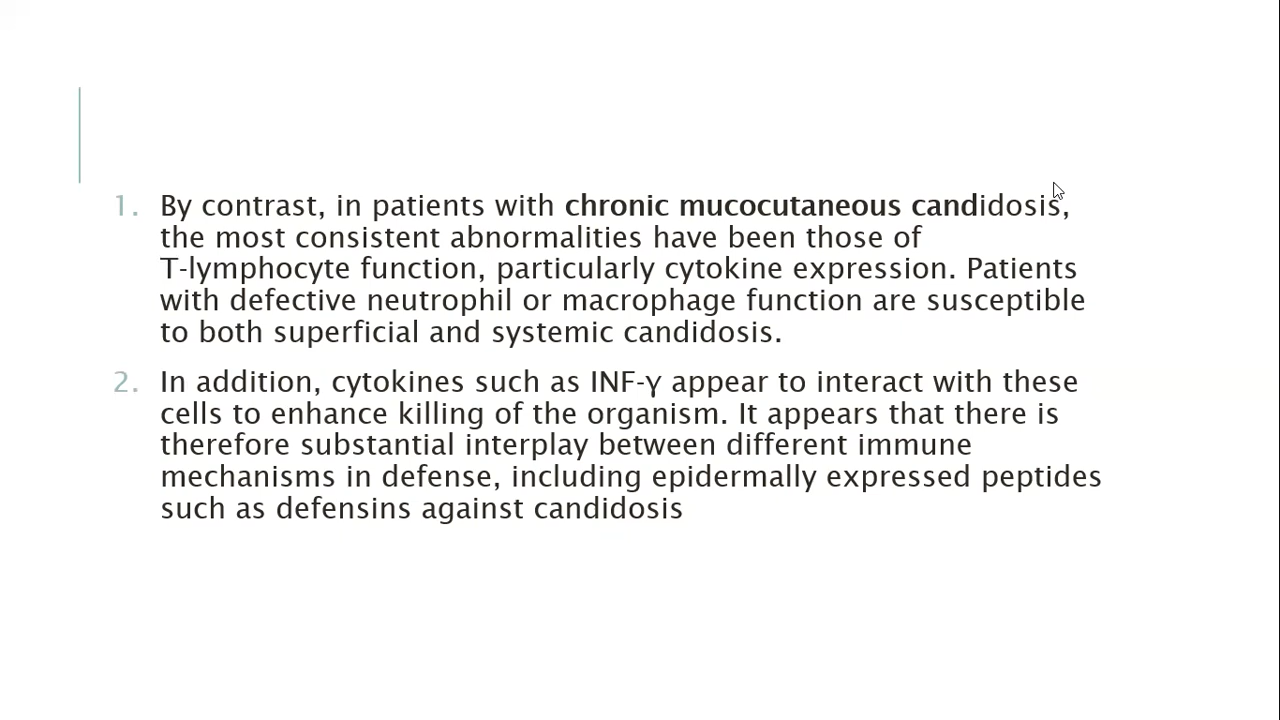 1. By contrast, in patients with chronic mucocutaneous candidosis,
the most consistent abnormalities have been those of
T-lymphocyte function, particularly cytokine expression. Patients
with defective neutrophil or macrophage function are susceptible
to both superficial and systemic candidosis.
2. In addition, cytokines such as INF-γ appear to interact with these
cells to enhance killing of the organism. It appears that there is
therefore substantial interplay between different immune
mechanisms in defense, including epidermally expressed peptides
such as defensins against candidosis